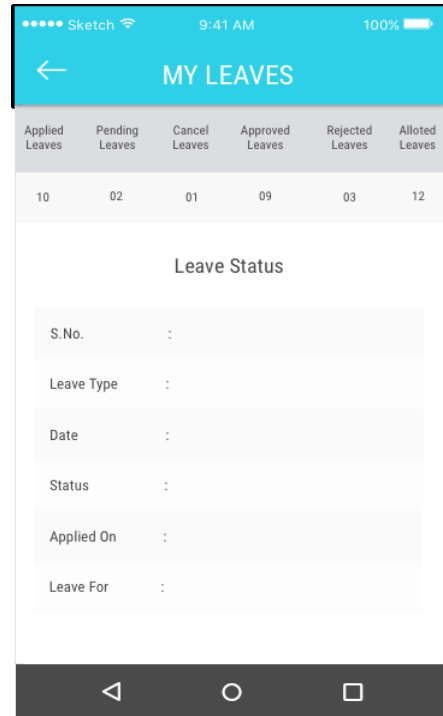 Sketch 9:41 AM 100%
MY LEAVES
Applied Pending Cancel Approved Rejected Alloted
Leaves Leaves Leaves Leaves Leaves Leaves
10 02 01 09 03 12
Leave Status
S.No. :
Leave Type :
Date :
Status :
Applied On :
Leave For :